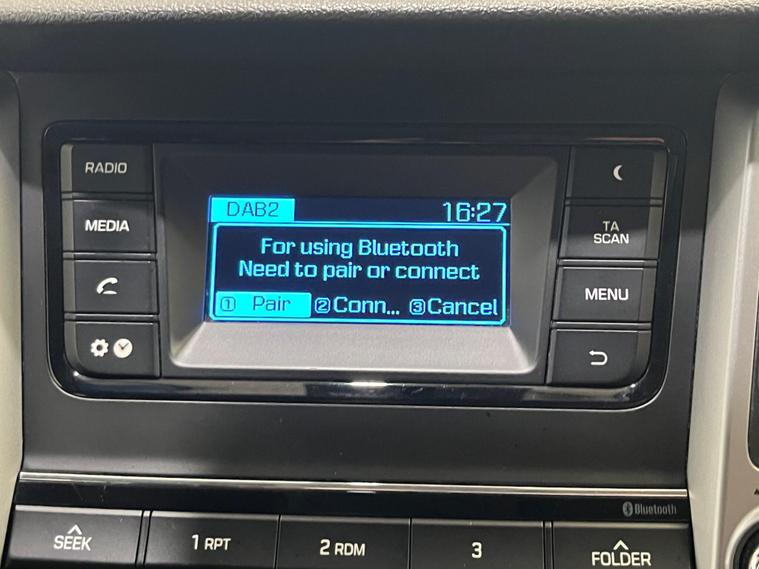 RADIO
MEDIA
DAB2 16:27
For using Bluetooth
Need to pair or connect
① Pair ②Conn... ③Cancel
TA
SCAN
MENU
Bluetooth
SEEK
1 RPT
2 RDM
3
FOLDER